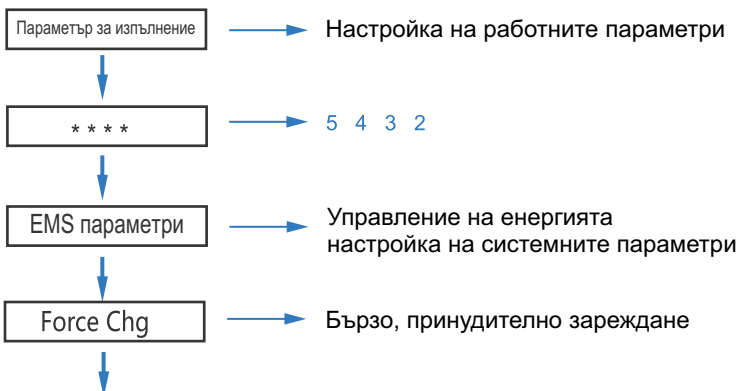 Параметър за изпълнение
Настройка на работните параметри
* * * *
5 4 3 2
EMS параметри
Управление на енергията
настройка на системните параметри
Force Chg
Бързо, принудително зареждане